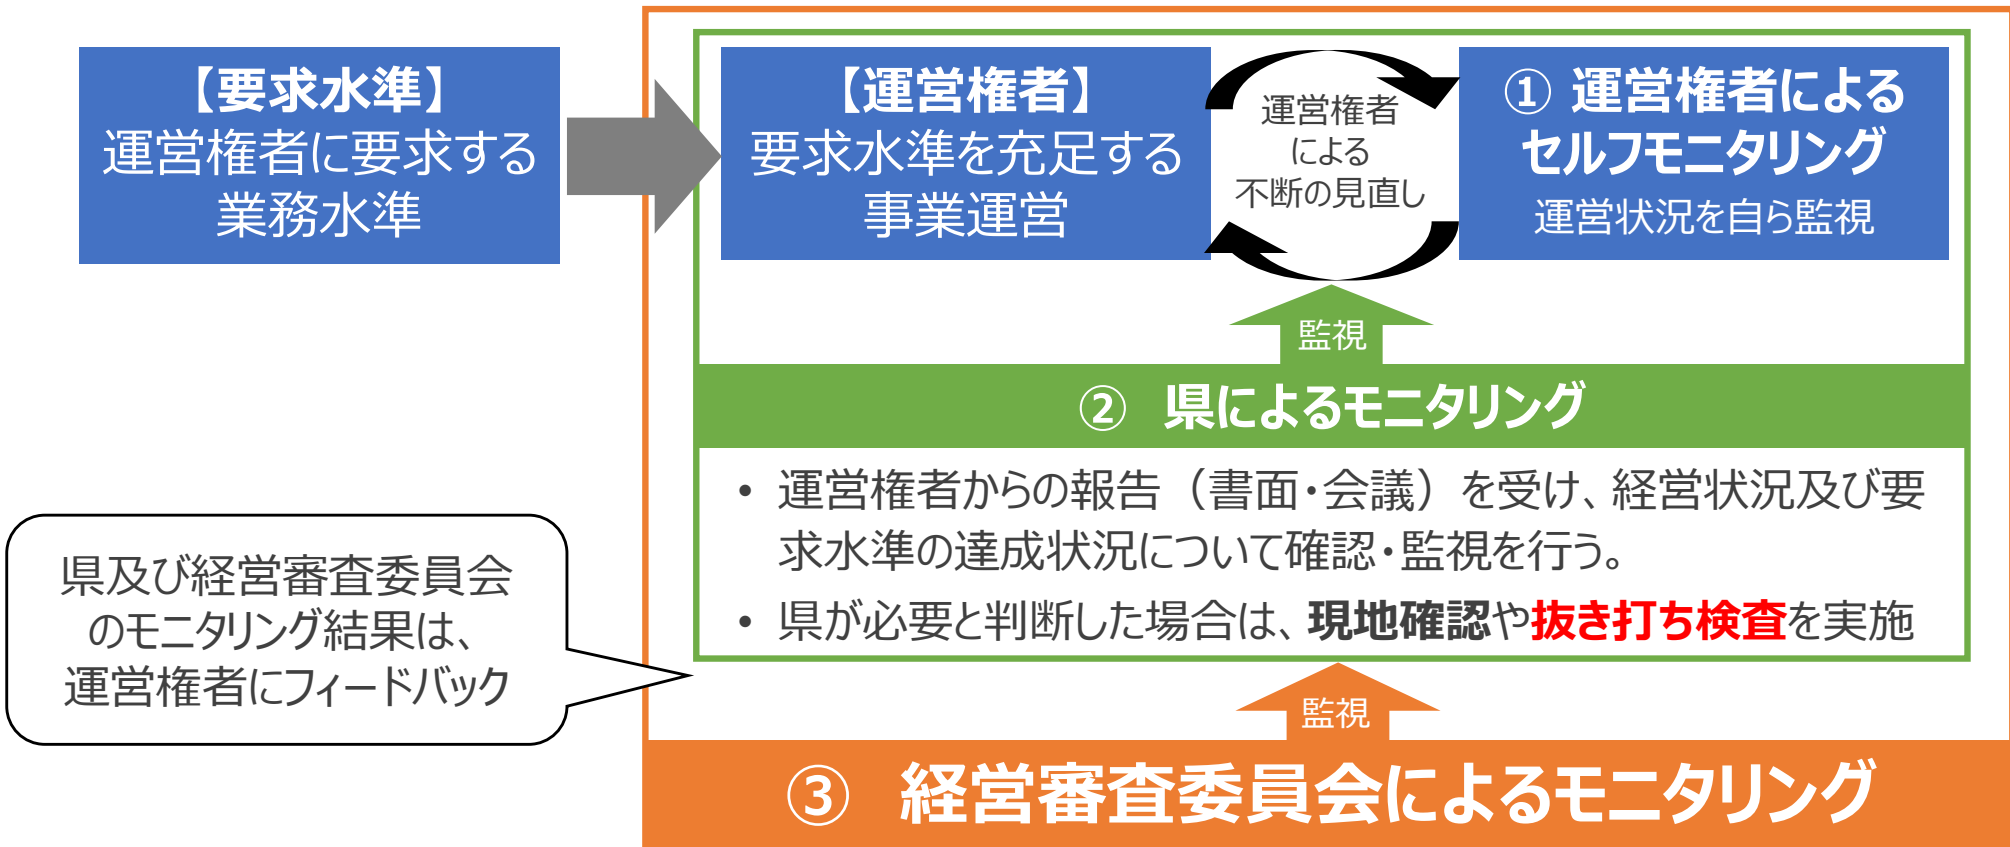 【要求水準】
運営権者に要求する
業務水準
【運営権者】
要求水準を充足する
事業運営
運営権者
による
不断の見直し
① 運営権者による
セルフモニタリング
運営状況を自ら監視
監視
② 県によるモニタリング
• 運営権者からの報告（書面・会議）を受け、経営状況及び要
求水準の達成状況について確認・監視を行う。
• 県が必要と判断した場合は、現地確認や抜き打ち検査を実施
県及び経営審査委員会
のモニタリング結果は、
運営権者にフィードバック
監視
③ 経営審査委員会によるモニタリング